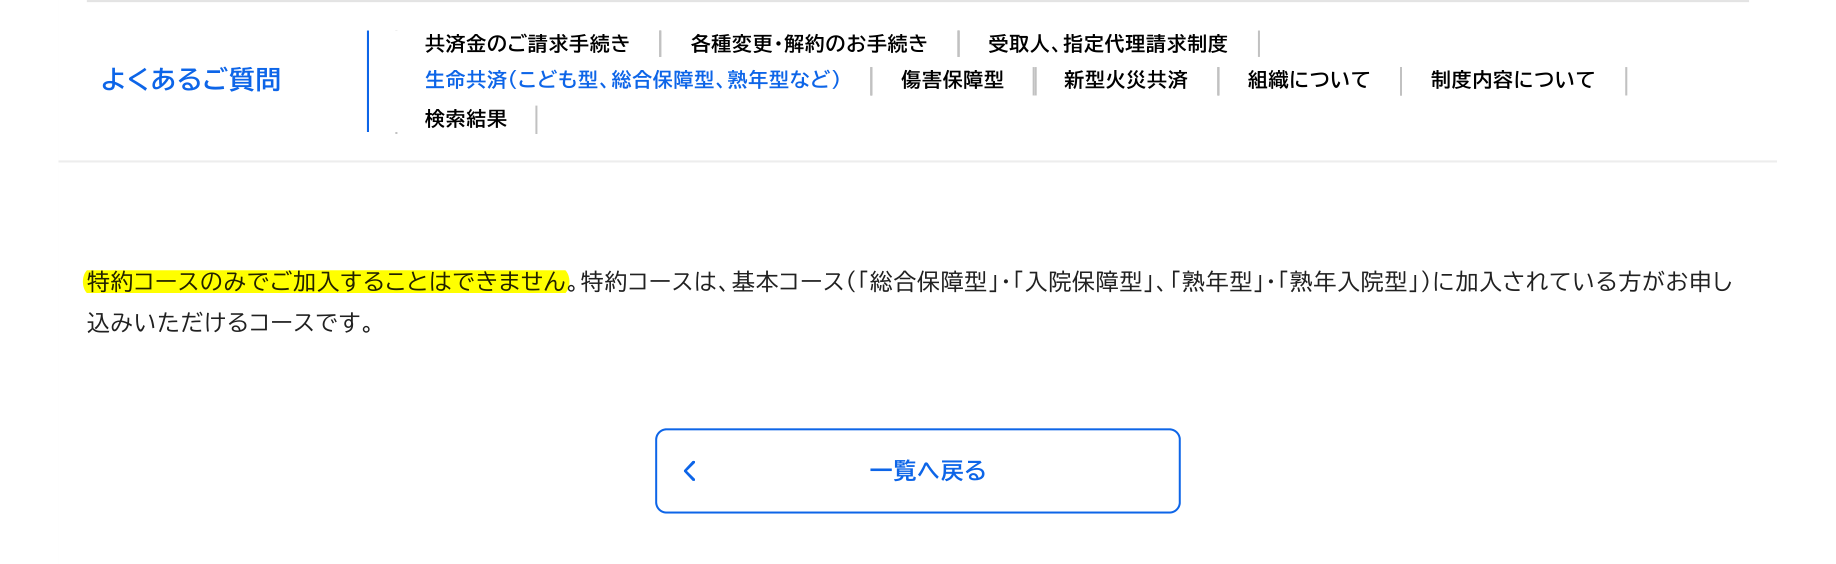 共済金のご請求手続き 各種変更・解約のお手続き 受取人、指定代理請求制度
よくあるご質問 生命共済(こども型、総合保障型、熟年型など) 傷害保障型 新型火災共済 組織について 制度内容について
検索結果
特約コースのみでご加入することはできません。特約コースは、基本コース(「総合保障型」・「入院保障型」、「熟年型」・「熟年入院型」)に加入されている方がお申し
込みいただけるコースです。
一覧へ戻る